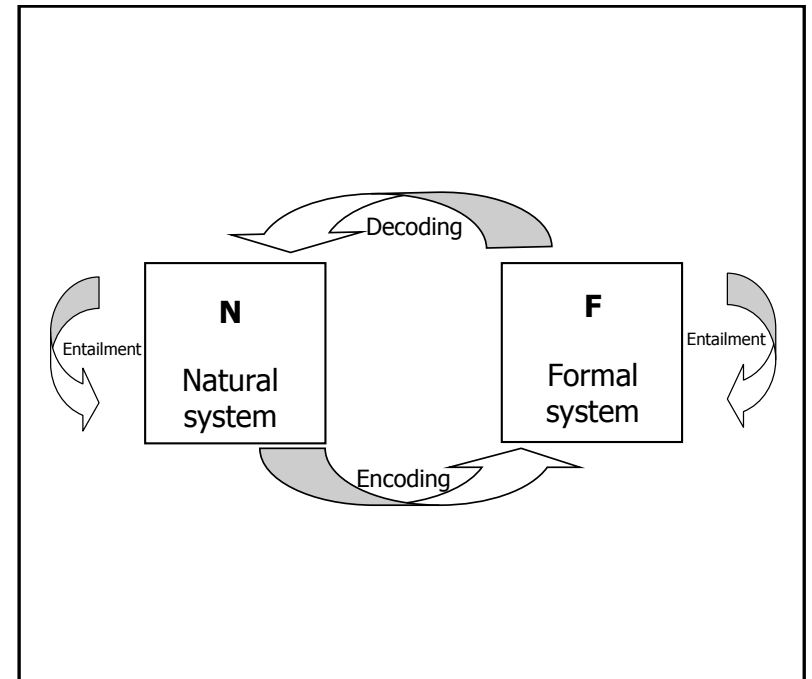 Decoding
N
Natural
system
F
Formal
system
Entailment
Entailment
Encoding